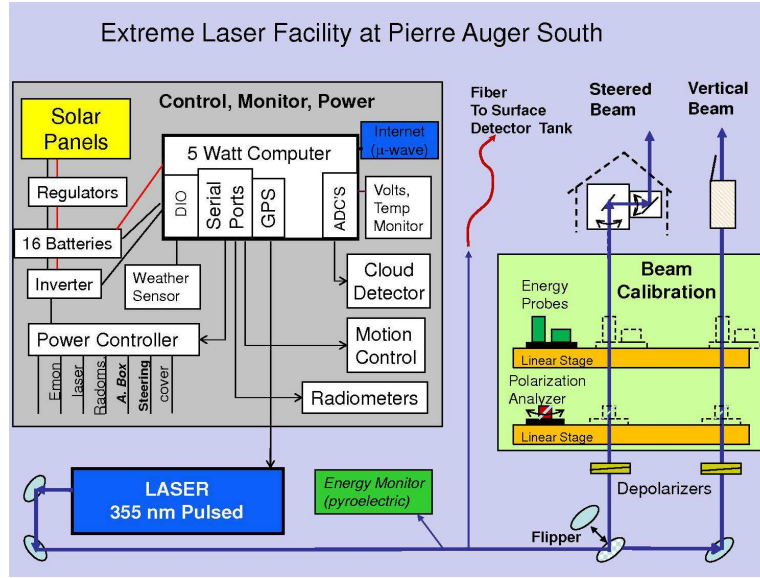 Extreme Laser Facility at Pierre Auger South
Control, Monitor, Power
Solar
Panels
Regulators
16 Batteries
Inverter
Power Controller
Emon
laser
Radoms.
A. Box
Steering
cover
5 Watt Computer
DIO
Serial
Ports
GPS
ADC'S
Internet
(µ-wave)
Volts,
Temp
Monitor
Weather
Sensor
Cloud
Detector
Motion
Control
Radiometers
LASER
355 nm Pulsed
Energy Monitor
(pyroelectric)
Fiber
To Surface
Detector Tank
Steered
Beam
Vertical
Beam
Beam
Calibration
Energy
Probes
Linear Stage
Polarization
Analyzer
Linear Stage
Depolarizers
Flipper